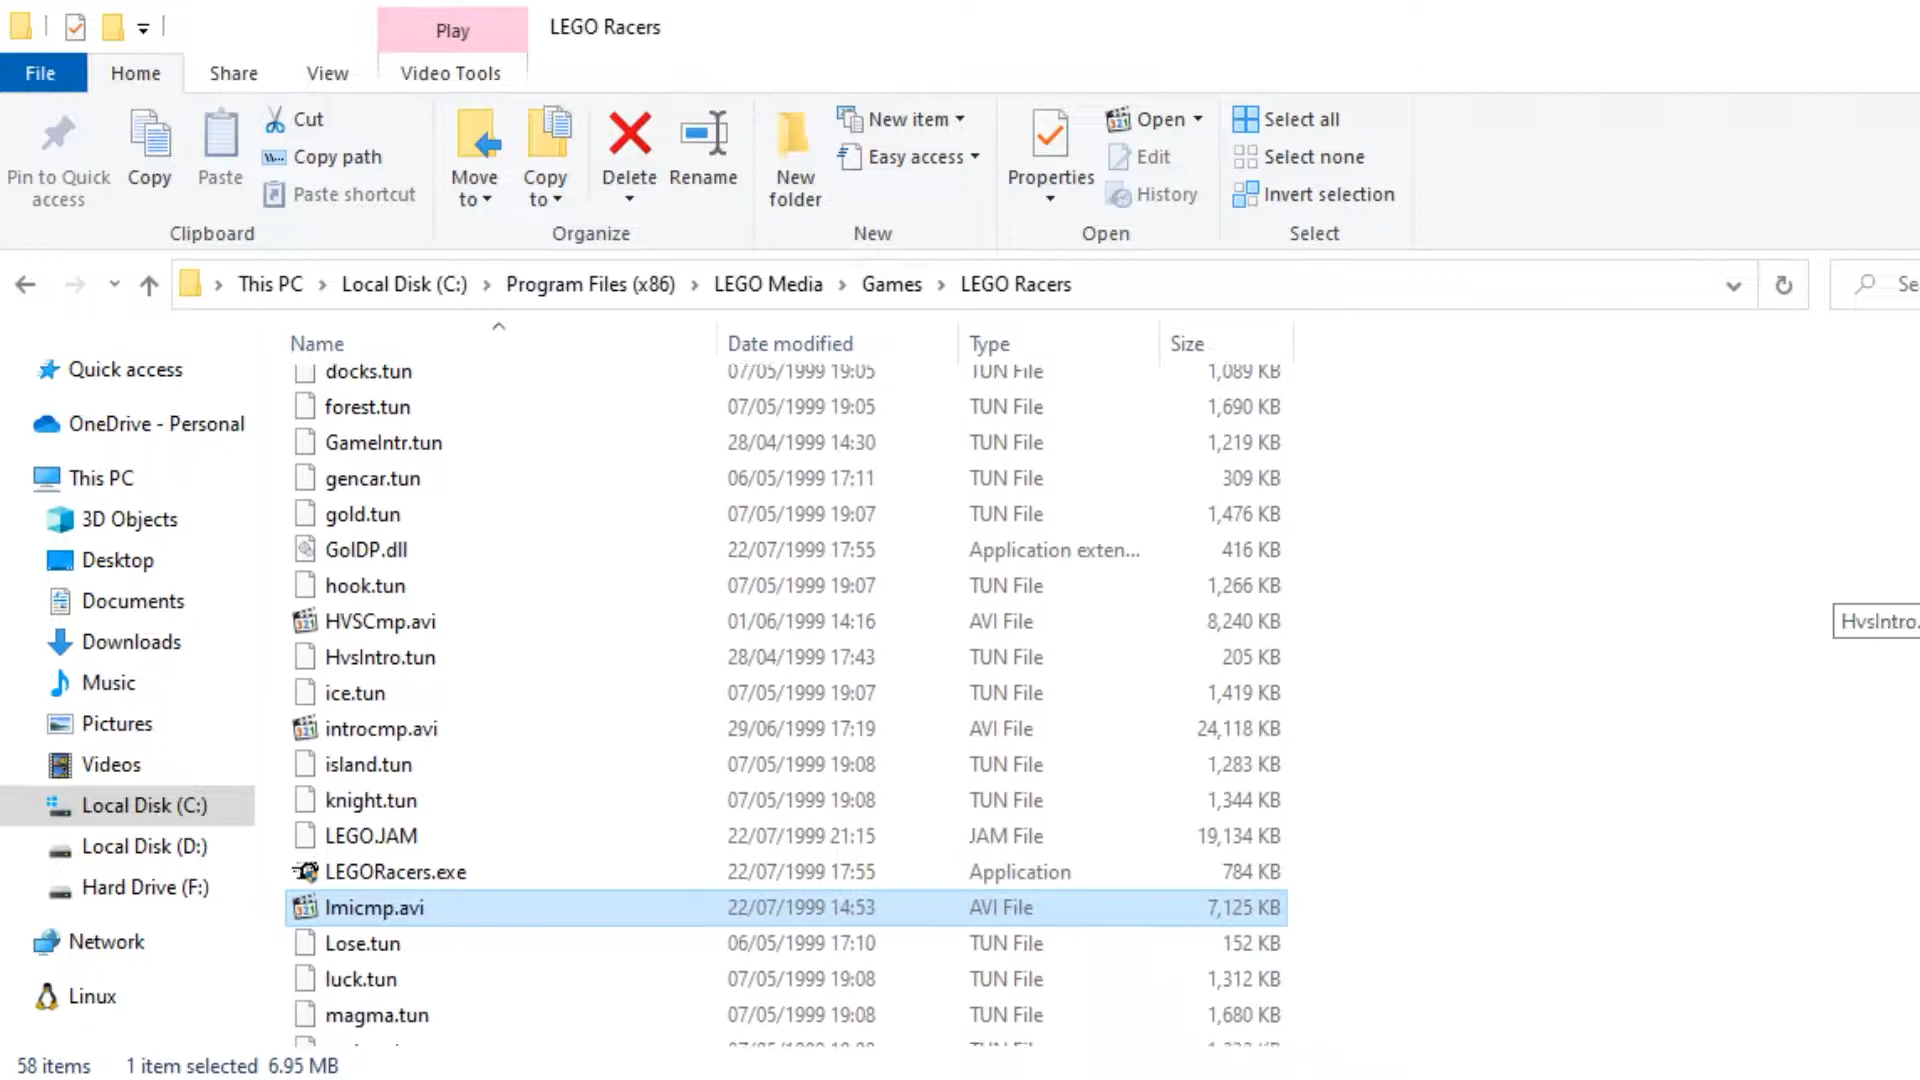 Play
LEGO Racers
File
Home
Share
View
Video Tools
Pin to Quick access
Copy
Paste
Cut
Copy path
Paste shortcut
Clipboard
Move to
Copy to
Delete
Rename
Organize
New folder
New item
Easy access
New
Properties
Open
Edit
History
Open
Select all
Select none
Invert selection
Select
This PC > Local Disk (C:) > Program Files (x86) > LEGO Media > Games > LEGO Racers
Se
Name Date modified Type Size
docks.tun 07/05/1999 19:05 TUN File 1,089 KB
forest.tun 07/05/1999 19:05 TUN File 1,690 KB
GameIntr.tun 28/04/1999 14:30 TUN File 1,219 KB
gencar.tun 06/05/1999 17:11 TUN File 309 KB
gold.tun 07/05/1999 19:07 TUN File 1,476 KB
GolDP.dll 22/07/1999 17:55 Application exten... 416 KB
hook.tun 07/05/1999 19:07 TUN File 1,266 KB
HVSCmp.avi 01/06/1999 14:16 AVI File 8,240 KB
HvsIntro.tun 28/04/1999 17:43 TUN File 205 KB
ice.tun 07/05/1999 19:07 TUN File 1,419 KB
introcmp.avi 29/06/1999 17:19 AVI File 24,118 KB
island.tun 07/05/1999 19:08 TUN File 1,283 KB
knight.tun 07/05/1999 19:08 TUN File 1,344 KB
LEGO.JAM 22/07/1999 21:15 JAM File 19,134 KB
LEGORacers.exe 22/07/1999 17:55 Application 784 KB
lmicmp.avi 22/07/1999 14:53 AVI File 7,125 KB
Lose.tun 06/05/1999 17:10 TUN File 152 KB
luck.tun 07/05/1999 19:08 TUN File 1,312 KB
magma.tun 07/05/1999 19:08 TUN File 1,680 KB
Quick access
OneDrive - Personal
This PC
3D Objects
Desktop
Documents
Downloads
Music
Pictures
Videos
Local Disk (C:)
Local Disk (D:)
Hard Drive (F:)
Network
Linux
HvsIntro.
58 items 1 item selected 6.95 MB